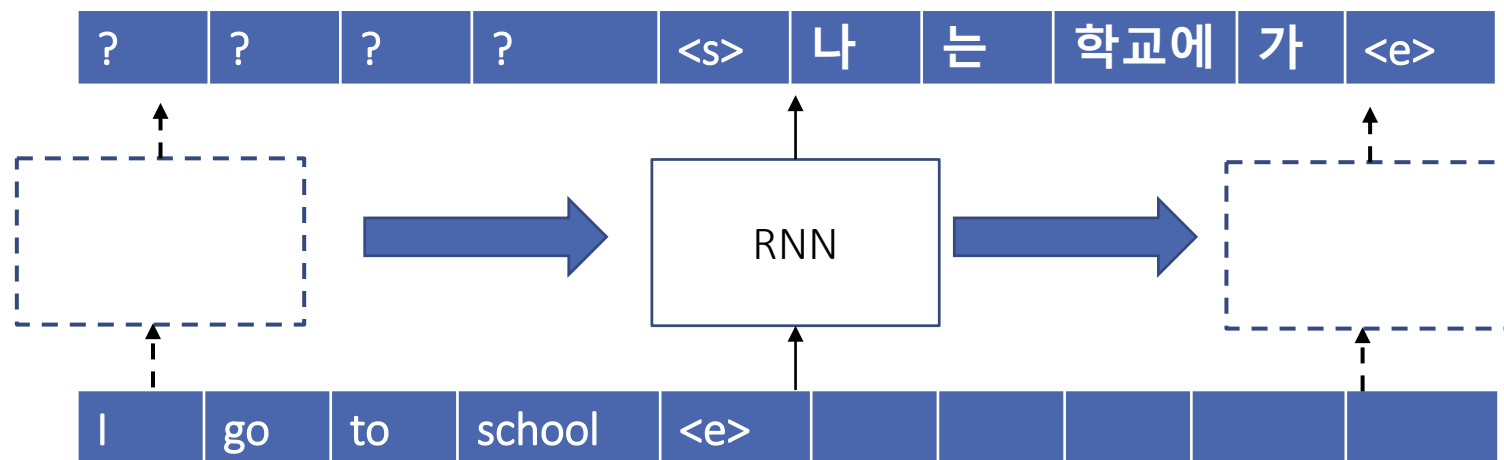 ? ? ? ? <s> 나 는 학교에 가 <e>
RNN
I go to school <e>